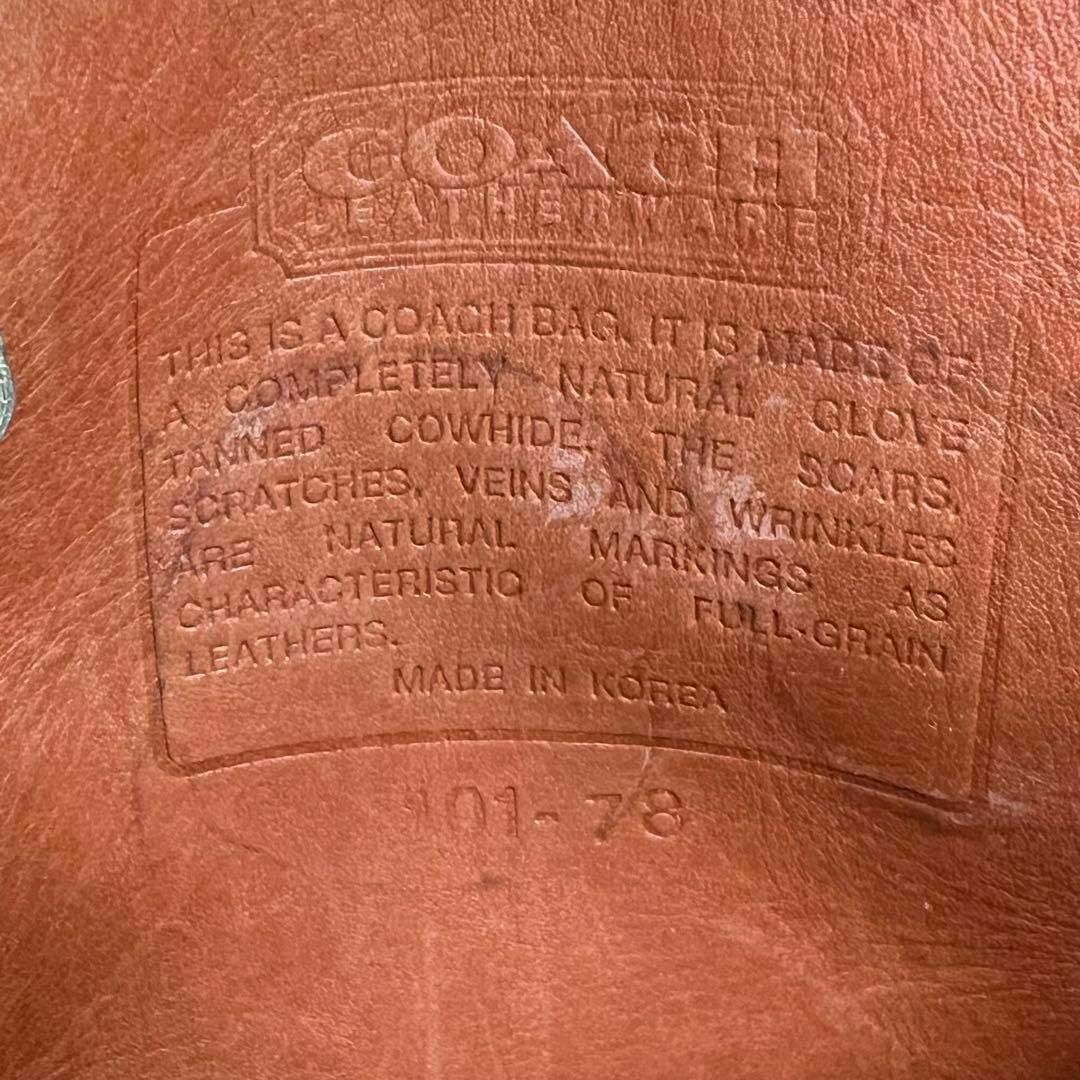 COACH
LEATHERWARE
THIS IS A COACH BAG. IT IS MADE OF
A COMPLETELY NATURAL GLOVE
TANNED COWHIDE. THE SCARS,
SCRATCHES, VEINS AND WRINKLES
ARE NATURAL MARKINGS AS
CHARACTERISTIC OF FULL-GRAIN
LEATHERS.
MADE IN KOREA
101-78